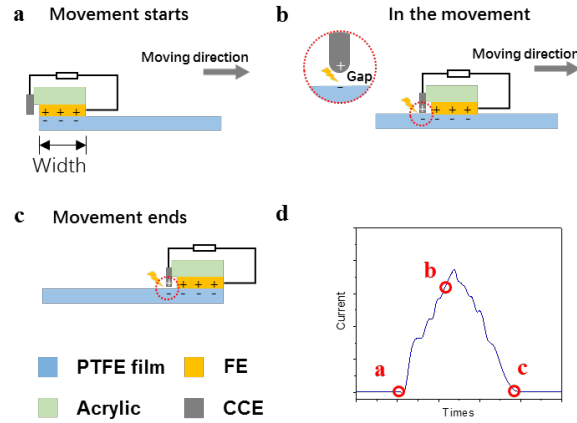 a Movement starts
Moving direction
+ + +
- - -
Width
b In the movement
+
Gap
-
Moving direction
+ + + +
- - - -
c Movement ends
+ + + +
- - - -
PTFE film
FE
Acrylic
CCE
d
Current
a
b
c
Times